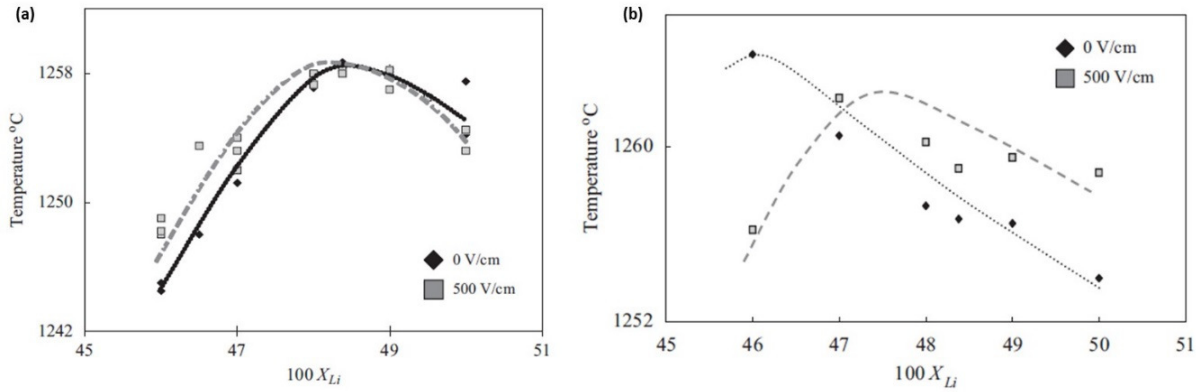 (a)
Temperature °C
1258
1250
1242
45
47
49
51
100 X_Li
0 V/cm
500 V/cm
(b)
Temperature °C
1260
1252
45
46
47
48
49
50
51
100 X_Li
0 V/cm
500 V/cm